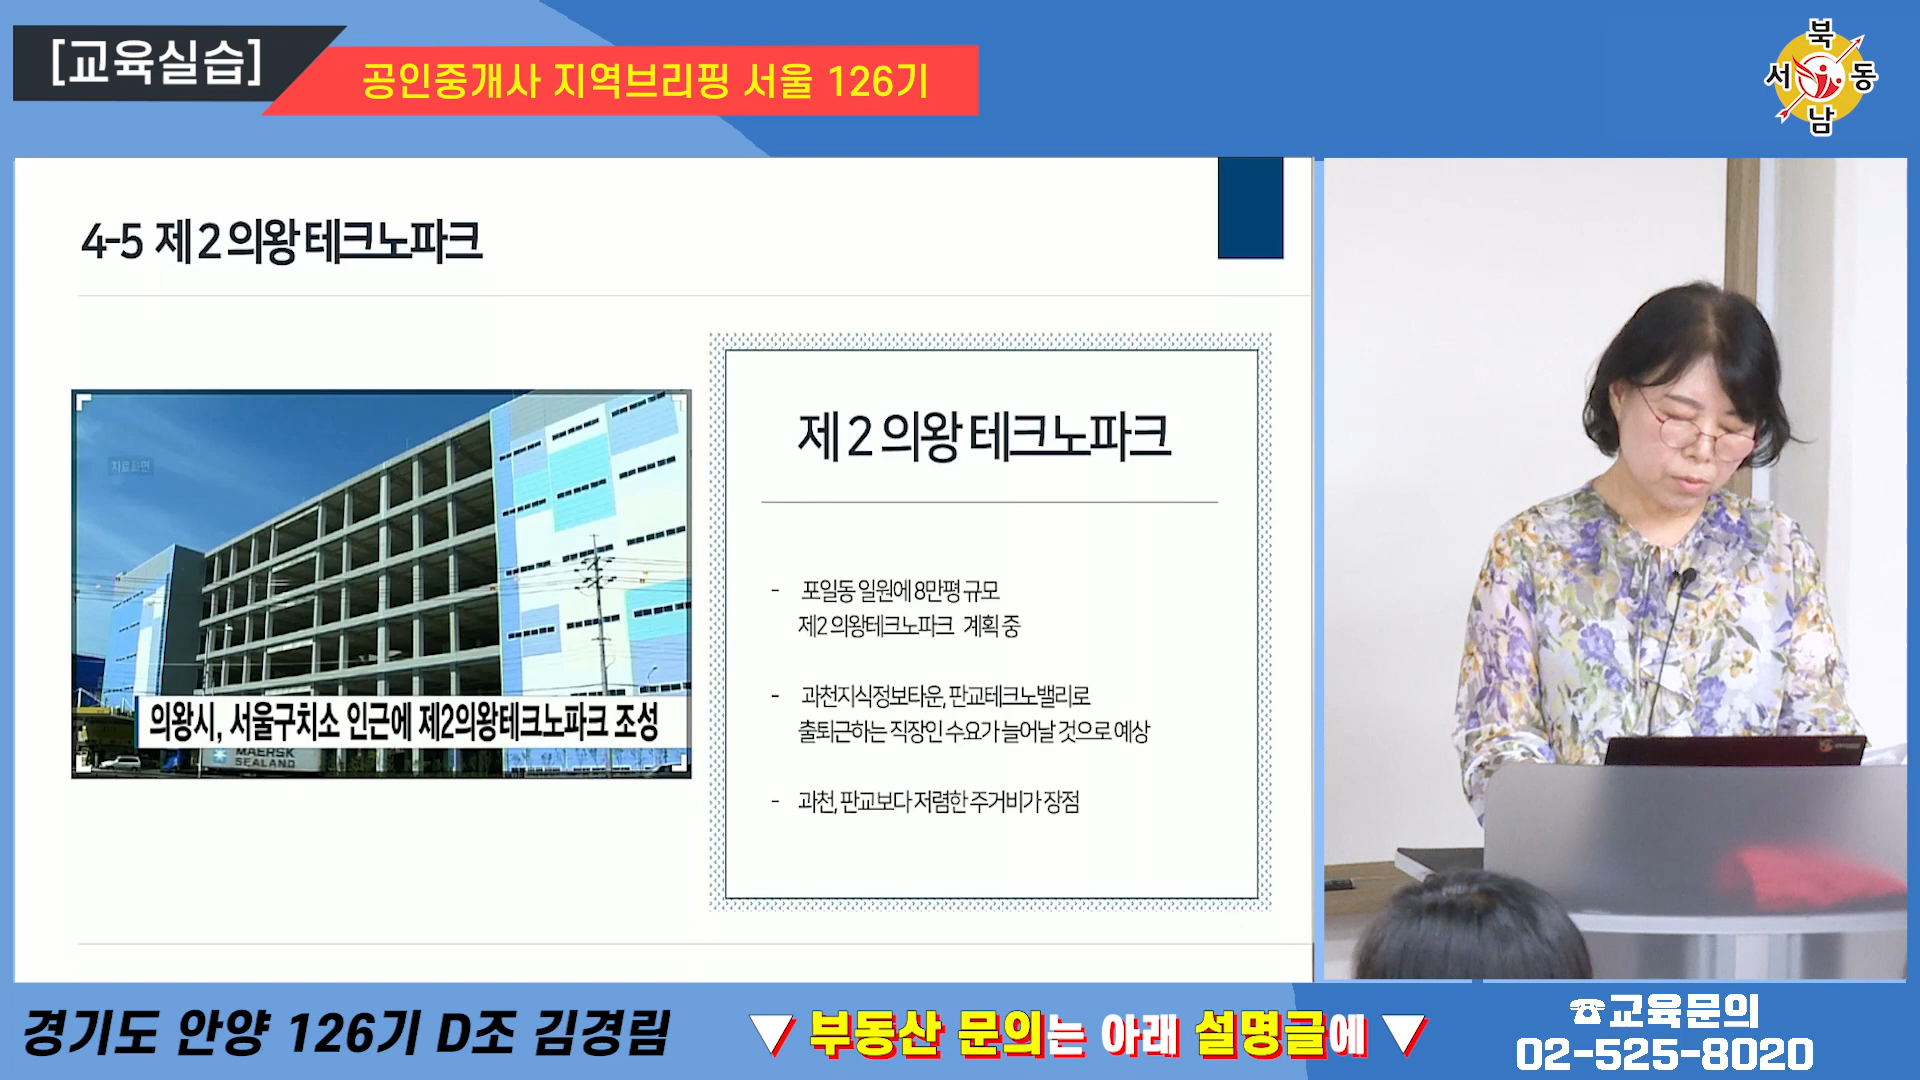 [교육실습]
공인중개사 지역브리핑 서울 126기
북
서 동
남
4-5 제 2 의왕 테크노파크
자료화면
의왕시, 서울구치소 인근에 제2의왕테크노파크 조성
MAERSK
SEALAND
제 2 의왕 테크노파크
- 포일동 일원에 8만평 규모
제2 의왕테크노파크 계획 중
- 과천지식정보타운, 판교테크노밸리로
출퇴근하는 직장인 수요가 늘어날 것으로 예상
- 과천, 판교보다 저렴한 주거비가 장점
경기도 안양 126기 D조 김경림
▼ 부동산 문의는 아래 설명글에 ▼
☎교육문의
02-525-8020